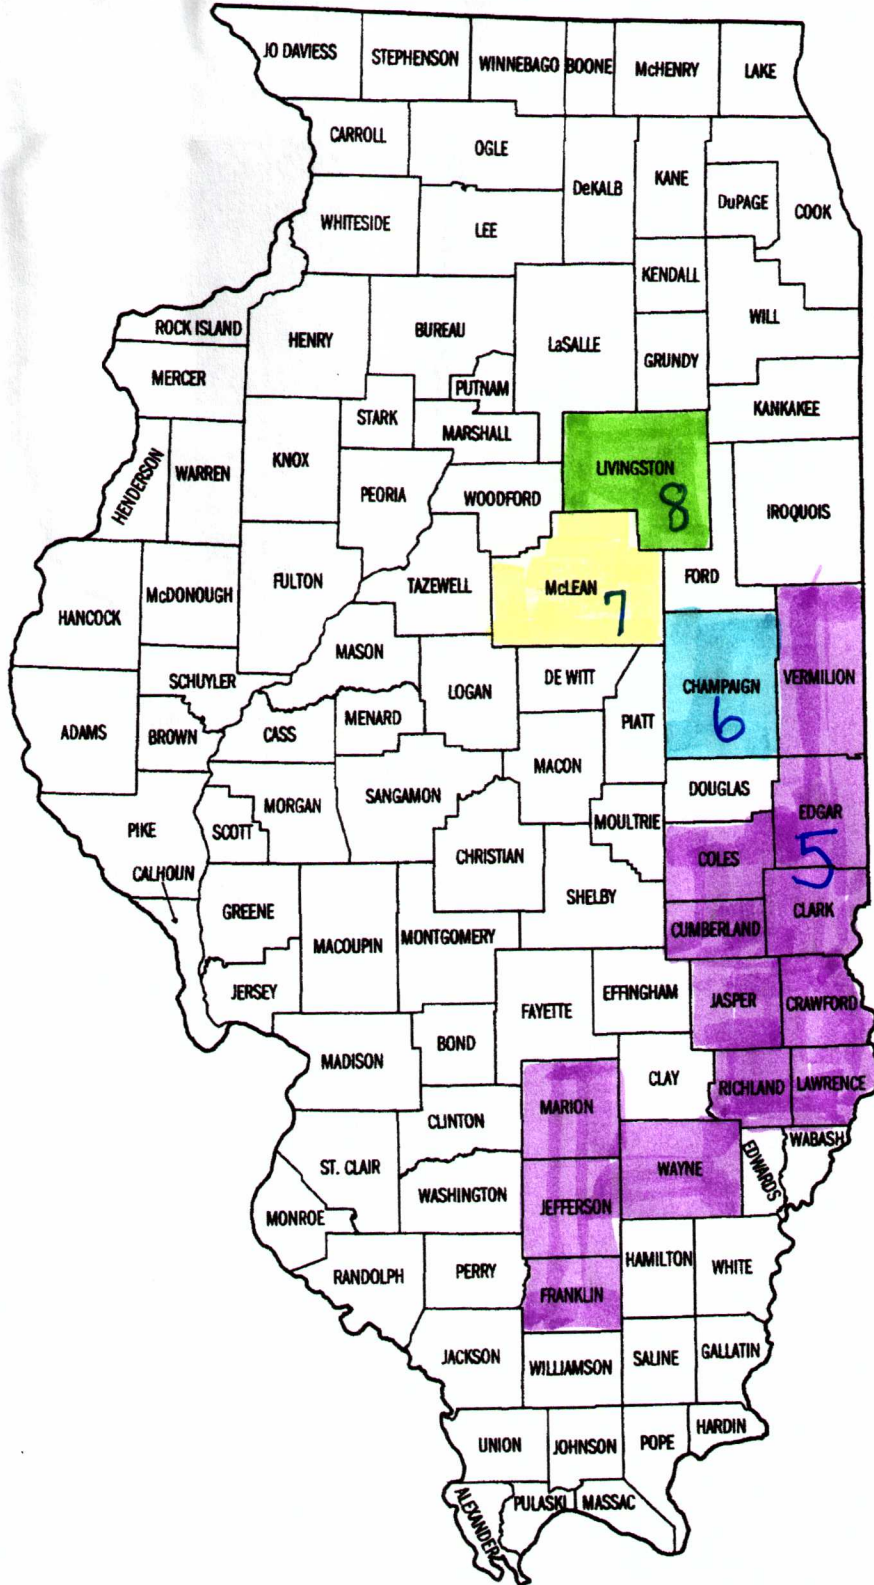 JO DAVIESS
STEPHENSON
WINNEBAGO
BOONE
McHENRY
LAKE
CARROLL
OGLE
DeKALB
KANE
DuPAGE
COOK
WHITESIDE
LEE
KENDALL
WILL
ROCK ISLAND
HENRY
BUREAU
LaSALLE
GRUNDY
MERCER
PUTNAM
KANKAKEE
STARK
MARSHALL
HENDERSON
WARREN
KNOX
PEORIA
WOODFORD
LIVINGSTON
8
IROQUOIS
HANCOCK
McDONOUGH
FULTON
TAZEWELL
McLEAN
7
FORD
SCHUYLER
MASON
LOGAN
DE WITT
CHAMPAIGN
6
VERMILION
ADAMS
BROWN
CASS
MENARD
PIATT
MACON
PIKE
SCOTT
MORGAN
SANGAMON
DOUGLAS
EDGAR
5
MOULTRIE
CALHOUN
CHRISTIAN
COLES
SHELBY
GREENE
MACOUPIN
MONTGOMERY
CUMBERLAND
CLARK
JERSEY
FAYETTE
EFFINGHAM
JASPER
CRAWFORD
MADISON
BOND
CLAY
RICHLAND
LAWRENCE
MARION
CLINTON
ST. CLAIR
WAYNE
EDWARDS
WABASH
WASHINGTON
JEFFERSON
MONROE
RANDOLPH
PERRY
FRANKLIN
HAMILTON
WHITE
JACKSON
WILLIAMSON
SALINE
GALLATIN
UNION
JOHNSON
POPE
HARDIN
ALEXANDER
PULASKI
MASSAC